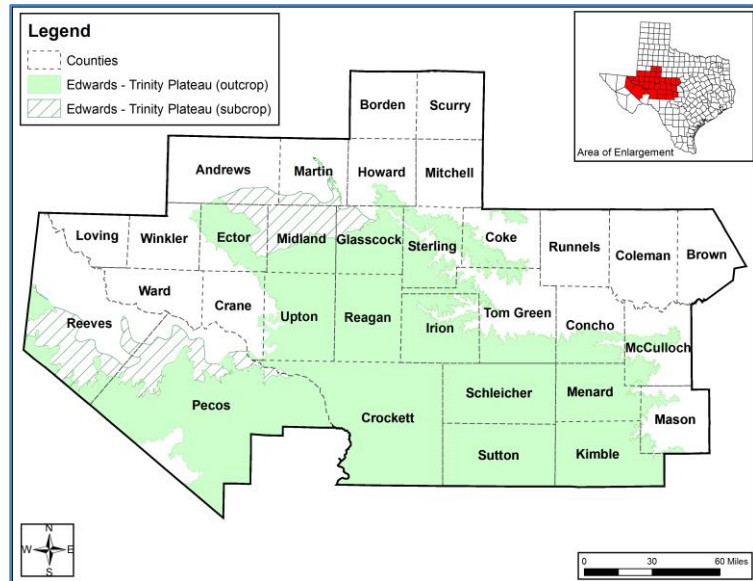 Legend
Counties
Edwards - Trinity Plateau (outcrop)
Edwards - Trinity Plateau (subcrop)
Area of Enlargement
Borden
Scurry
Andrews
Martin
Howard
Mitchell
Loving
Winkler
Ector
Midland
Glasscock
Sterling
Coke
Runnels
Coleman
Brown
Ward
Crane
Reeves
Upton
Reagan
Irion
Tom Green
Concho
McCulloch
Pecos
Crockett
Schleicher
Menard
Mason
Sutton
Kimble
N
W
E
S
0 30 60 Miles